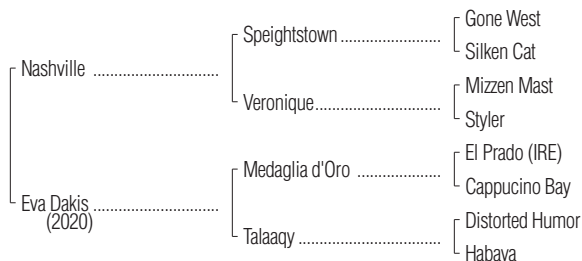 Gone West
Speightstown
Silken Cat
Nashville
Mizzen Mast
Veronique
Styler
El Prado (IRE)
Medaglia d'Oro
Cappucino Bay
Eva Dakis
(2020)
Distorted Humor
Talaaqy
Habaya